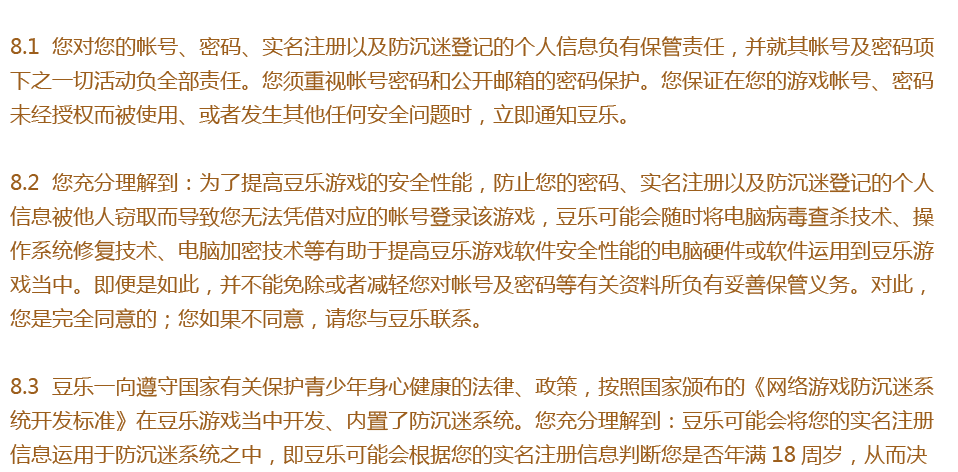 8.1 您对您的帐号、密码、实名注册以及防沉迷登记的个人信息负有保管责任，并就其帐号及密码项
下之一切活动负全部责任。您须重视帐号密码和公开邮箱的密码保护。您保证在您的游戏帐号、密码
未经授权而被使用、或者发生其他任何安全问题时，立即通知豆乐。
8.2 您充分理解到：为了提高豆乐游戏的安全性能，防止您的密码、实名注册以及防沉迷登记的个人
信息被他人窃取而导致您无法凭借对应的帐号登录该游戏，豆乐可能会随时将电脑病毒查杀技术、操
作系统修复技术、电脑加密技术等有助于提高豆乐游戏软件安全性能的电脑硬件或软件运用到豆乐游
戏当中。即便是如此，并不能免除或者减轻您对帐号及密码等有关资料所负有妥善保管义务。对此，
您是完全同意的；您如果不同意，请您与豆乐联系。
8.3 豆乐一向遵守国家有关保护青少年身心健康的法律、政策，按照国家颁布的《网络游戏防沉迷系
统开发标准》在豆乐游戏当中开发、内置了防沉迷系统。您充分理解到：豆乐可能会将您的实名注册
信息运用于防沉迷系统之中，即豆乐可能会根据您的实名注册信息判断您是否年满 18 周岁，从而决